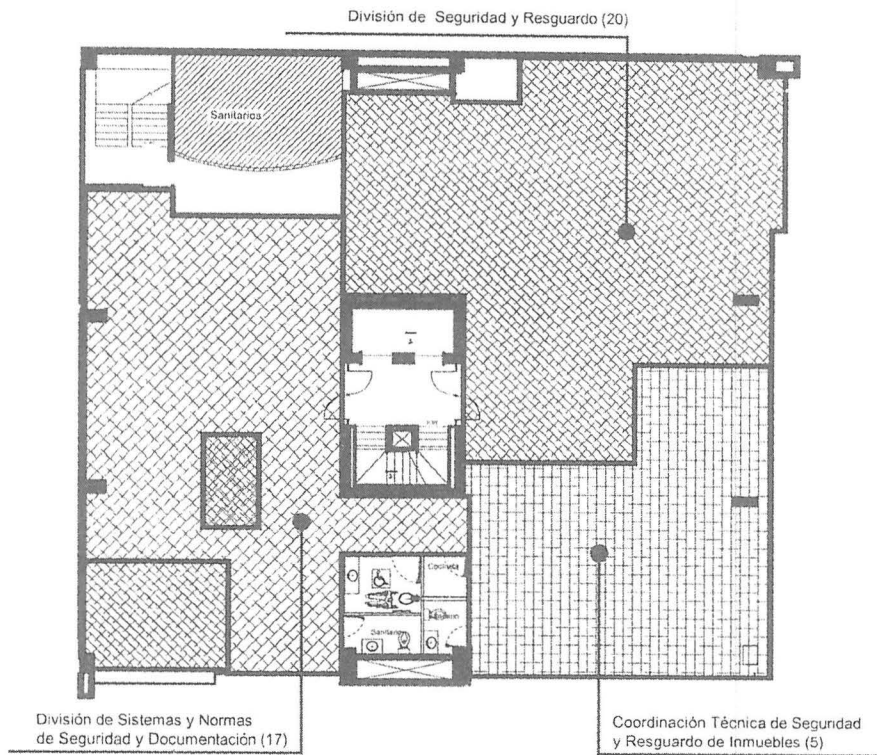 División de Seguridad y Resguardo (20)
Sanitarios
Cocineta
Sanitario
División de Sistemas y Normas
de Seguridad y Documentación (17)
Coordinación Técnica de Seguridad
y Resguardo de Inmuebles (5)